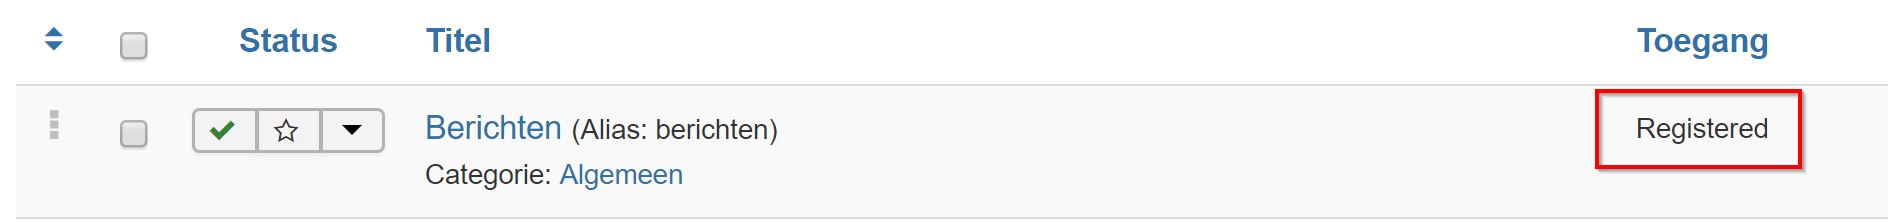 Status Titel Toegang
Berichten (Alias: berichten) Registered
Categorie: Algemeen